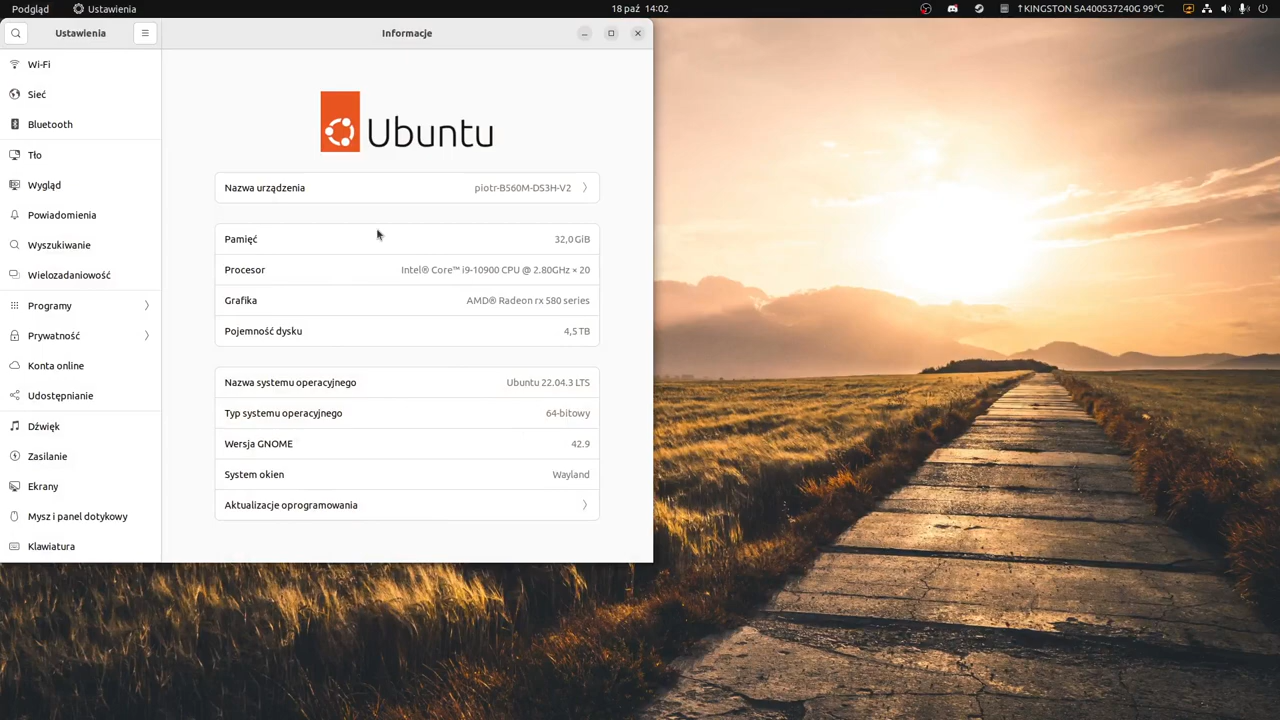 Podgląd Ustawienia 18 paź 14:02 ↑KINGSTON SA400S37240G 99℃
Ustawienia Informacje
Wi-Fi
Sieć
Bluetooth
Tło
Wygląd
Powiadomienia
Wyszukiwanie
Wielozadaniowość
Programy
Prywatność
Konta online
Udostępnianie
Dźwięk
Zasilanie
Ekrany
Mysz i panel dotykowy
Klawiatura
Ubuntu
Nazwa urządzenia piotr-B560M-DS3H-V2
Pamięć 32,0 GiB
Procesor Intel® Core™ i9-10900 CPU @ 2.80GHz × 20
Grafika AMD® Radeon rx 580 series
Pojemność dysku 4,5 TB
Nazwa systemu operacyjnego Ubuntu 22.04.3 LTS
Typ systemu operacyjnego 64-bitowy
Wersja GNOME 42.9
System okien Wayland
Aktualizacje oprogramowania